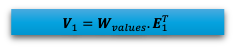 V₁ = W_values. E₁ᵀ